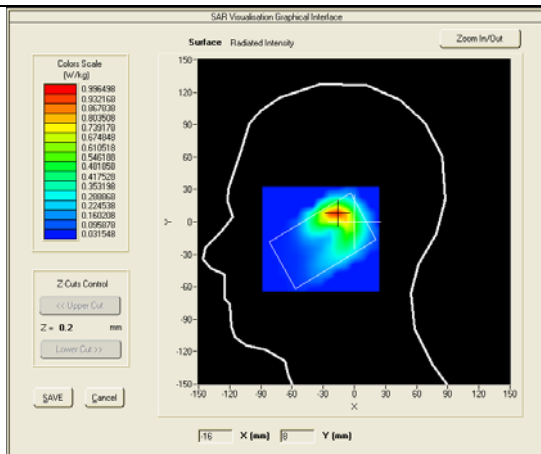 SAR Visualisation Graphical Interface
Surface Radiated Intensity
Zoom In/Out
Colors Scale
(W/kg)
0.996498
0.932168
0.867838
0.803508
0.739178
0.674848
0.610518
0.546188
0.481858
0.417528
0.353198
0.288868
0.224538
0.160208
0.095878
0.031548
Z-Cuts Control
<< Upper Cut
Z = 0.2 mm
Lower Cut >>
SAVE Cancel
150
120
90
60
30
0
-30
-60
-90
-120
-150
Y
-150 -120 -90 -60 -30 0 30 60 90 120 150
X
-16 X (mm) 8 Y (mm)